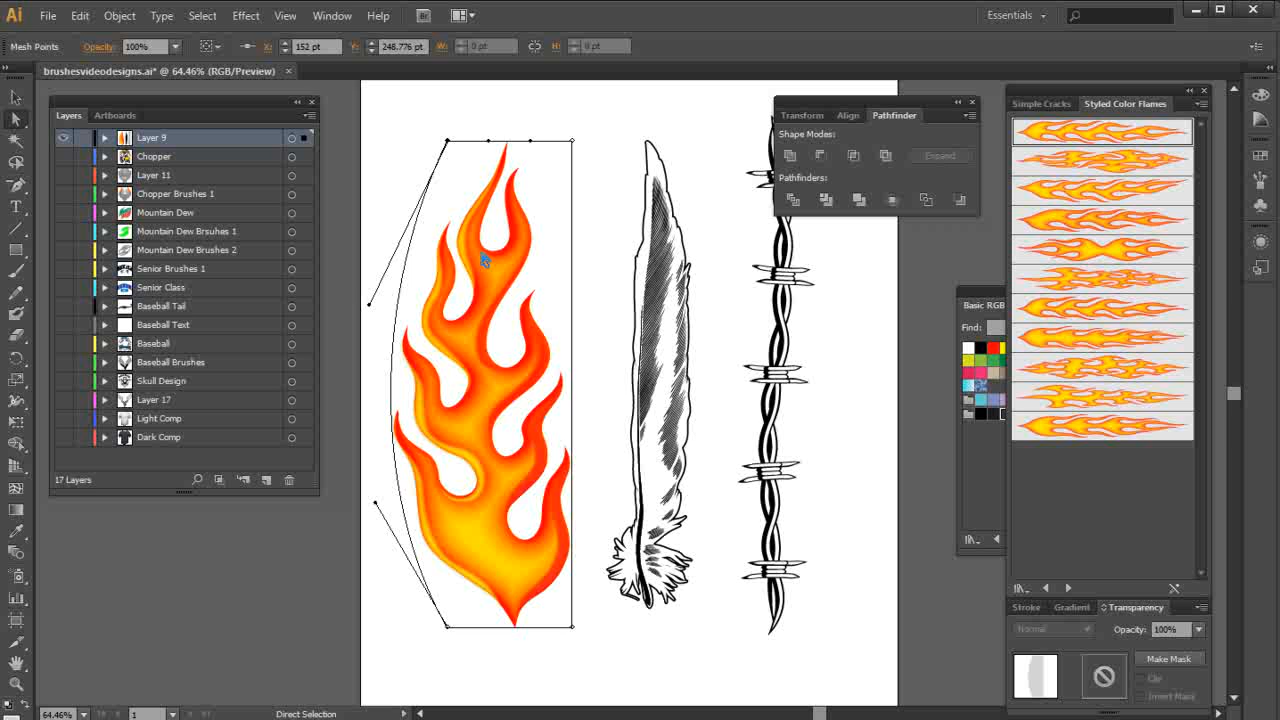 Ai File Edit Object Type Select Effect View Window Help Br Essentials
Mesh Points Opacity: 100% X: 152 pt Y: 248.776 pt W: 0 pt H: 0 pt
brushesvideodesigns.ai* @ 64.46% (RGB/Preview)
Layers Artboards
Layer 9
Chopper
Layer 11
Chopper Brushes 1
Mountain Dew
Mountain Dew Brsuhes 1
Mountain Dew Brushes 2
Senior Brushes 1
Senior Class
Baseball Tail
Baseball Text
Baseball
Baseball Brushes
Skull Design
Layer 17
Light Comp
Dark Comp
17 Layers
Transform Align Pathfinder
Shape Modes:
Expand
Pathfinders:
Basic RGB
Find:
Simple Cracks Styled Color Flames
Stroke Gradient Transparency
Normal Opacity: 100%
Make Mask
Clip
Invert Mask
64.46% 1 Direct Selection